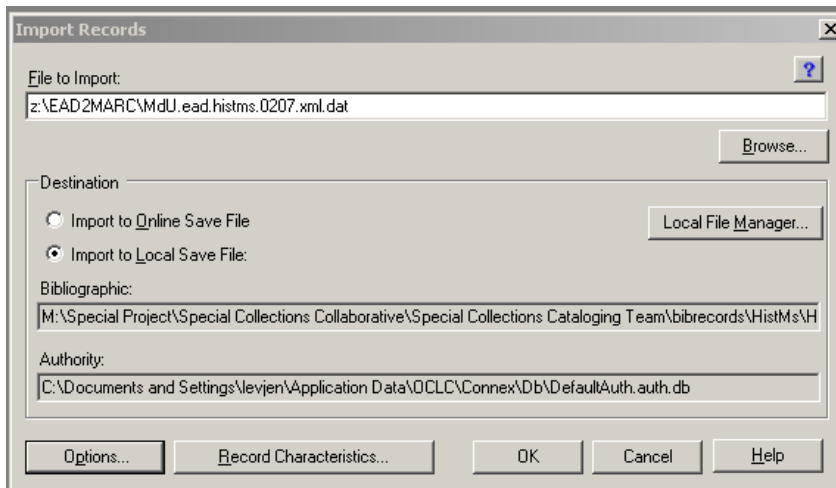 Import Records
File to Import:
?
z:\EAD2MARC\MdU.ead.histms.0207.xml.dat
Browse...
Destination
Import to Online Save File
Local File Manager...
Import to Local Save File:
Bibliographic:
M:\Special Project\Special Collections Collaborative\Special Collections Cataloging Team\bibrecords\HistMs\H
Authority:
C:\Documents and Settings\levjen\Application Data\OCLC\Connex\Db\DefaultAuth.auth.db
Options...
Record Characteristics...
OK
Cancel
Help